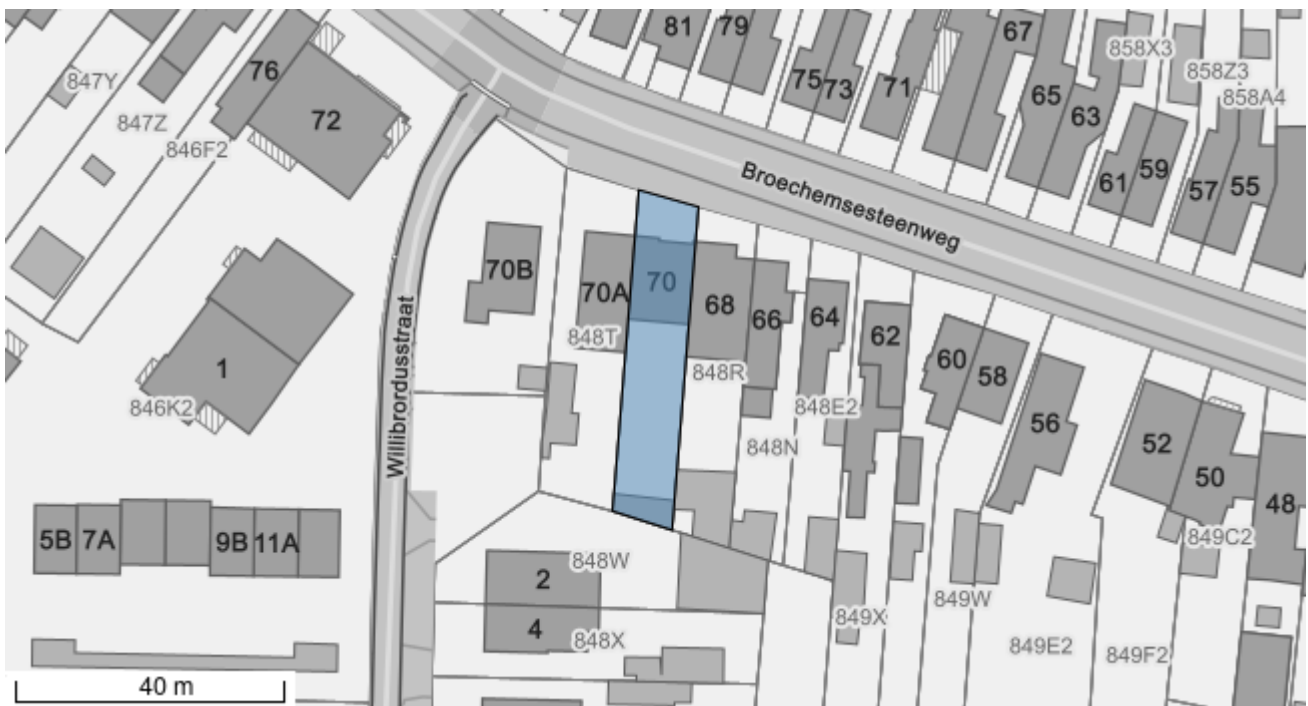 81
79
67
858X3
76
847Y
75
73
71
65
858Z3
858A4
72
847Z
63
846F2
Broechemsesteenweg
61
59
57
55
70B
70A
70
68
66
64
62
Willibrordusstraat
848T
848R
60
58
1
846K2
848E2
56
848N
52
50
48
5B
7A
9B
11A
849C2
848W
2
849W
849X
4
848X
849E2
849F2
40 m